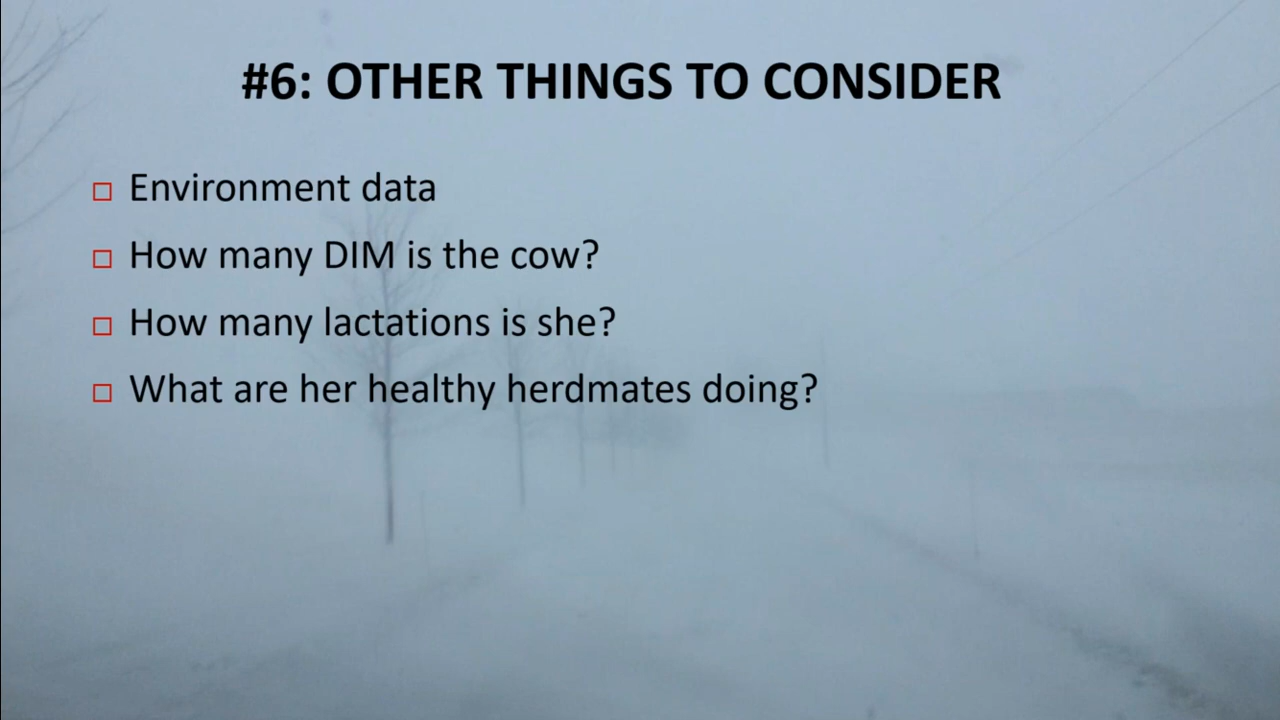 #6: OTHER THINGS TO CONSIDER
Environment data
How many DIM is the cow?
How many lactations is she?
What are her healthy herdmates doing?